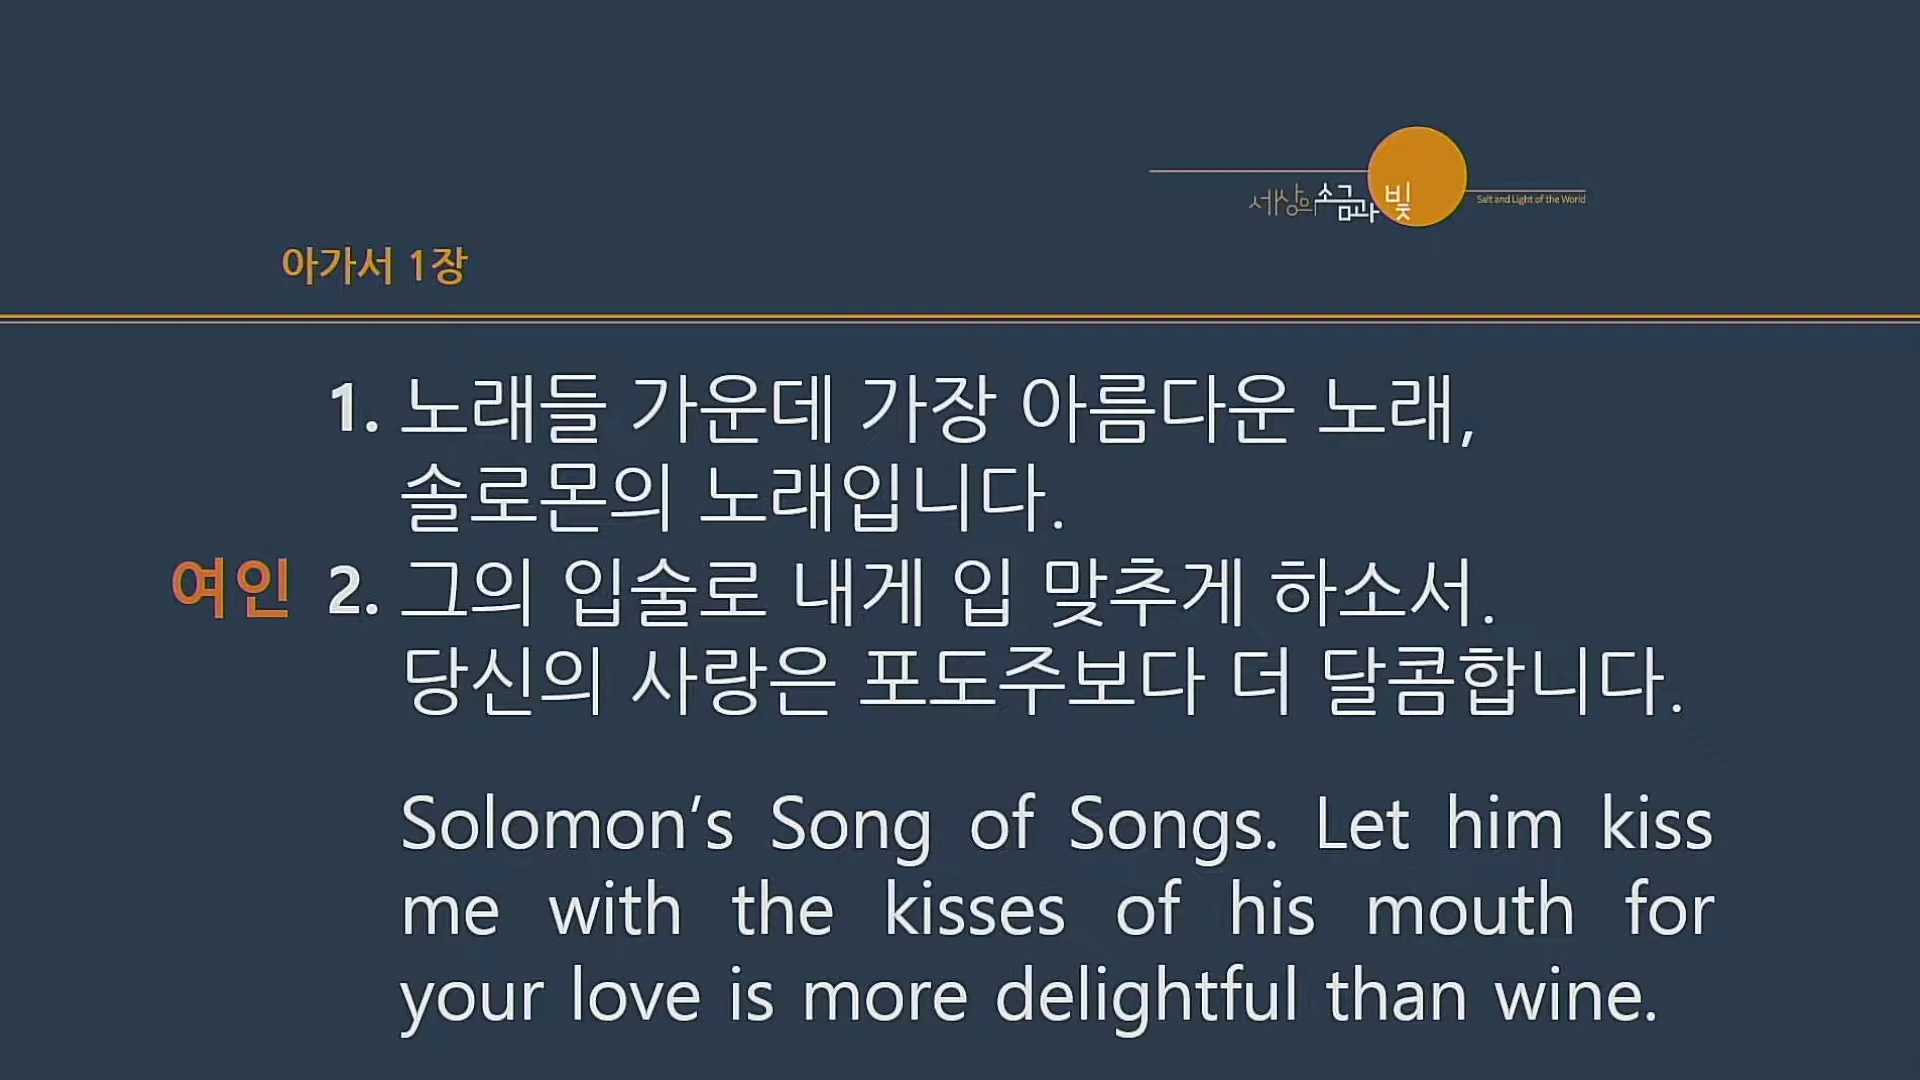 세상의소금과 빛
Salt and Light of the World
아가서 1장
1. 노래들 가운데 가장 아름다운 노래,
솔로몬의 노래입니다.
여인 2. 그의 입술로 내게 입 맞추게 하소서.
당신의 사랑은 포도주보다 더 달콤합니다.
Solomon’s Song of Songs. Let him kiss
me with the kisses of his mouth for
your love is more delightful than wine.